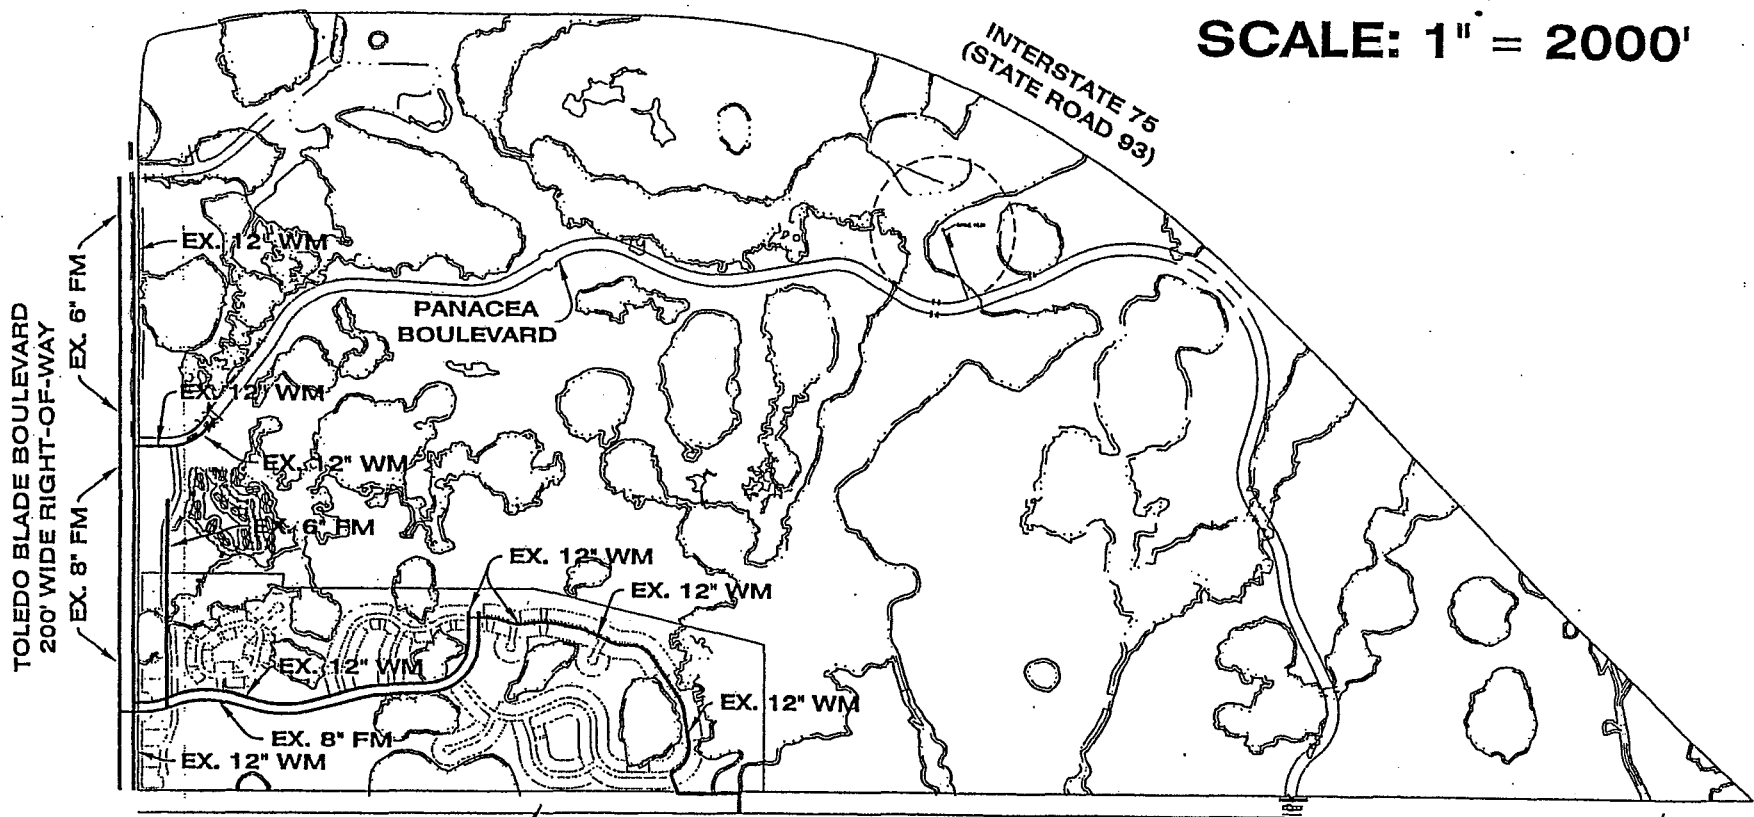 SCALE: 1" = 2000'
INTERSTATE 75
(STATE ROAD 93)
EX. 12" WM
EX. 6" FM
TOLEDO BLADE BOULEVARD
200' WIDE RIGHT-OF-WAY
PANACEA
BOULEVARD
EX. 12" WM
EX. 12" WM
EX. 8" FM
EX. 6" FM
EX. 12" WM
EX. 12" WM
EX. 12" WM
EX. 12" WM
EX. 8" FM
EX. 12" WM